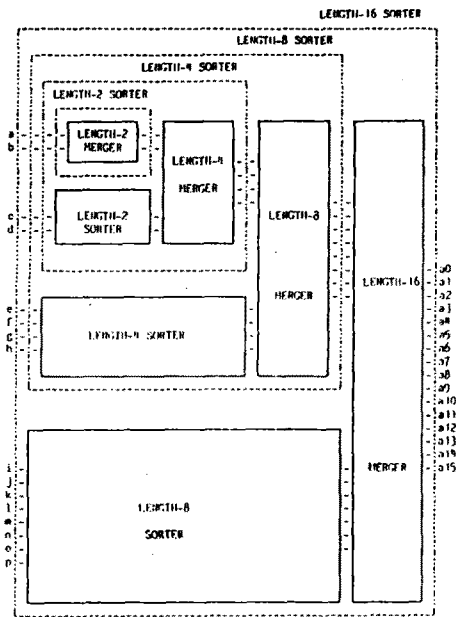 LENGTH-16 SORTER
LENGTH-8 SORTER
LENGTH-4 SORTER
LENGTH-2 SORTER
a
b
LENGTH-2
MERGER
LENGTH-4
MERGER
c
d
LENGTH-2
SORTER
LENGTH-8
MERGER
e
f
g
h
LENGTH-4 SORTER
LENGTH-16
MERGER
a0
a1
a2
a3
a4
a5
a6
a7
a8
a9
a10
a11
a12
a13
a14
a15
i
j
k
l
m
n
o
p
LENGTH-8
SORTER